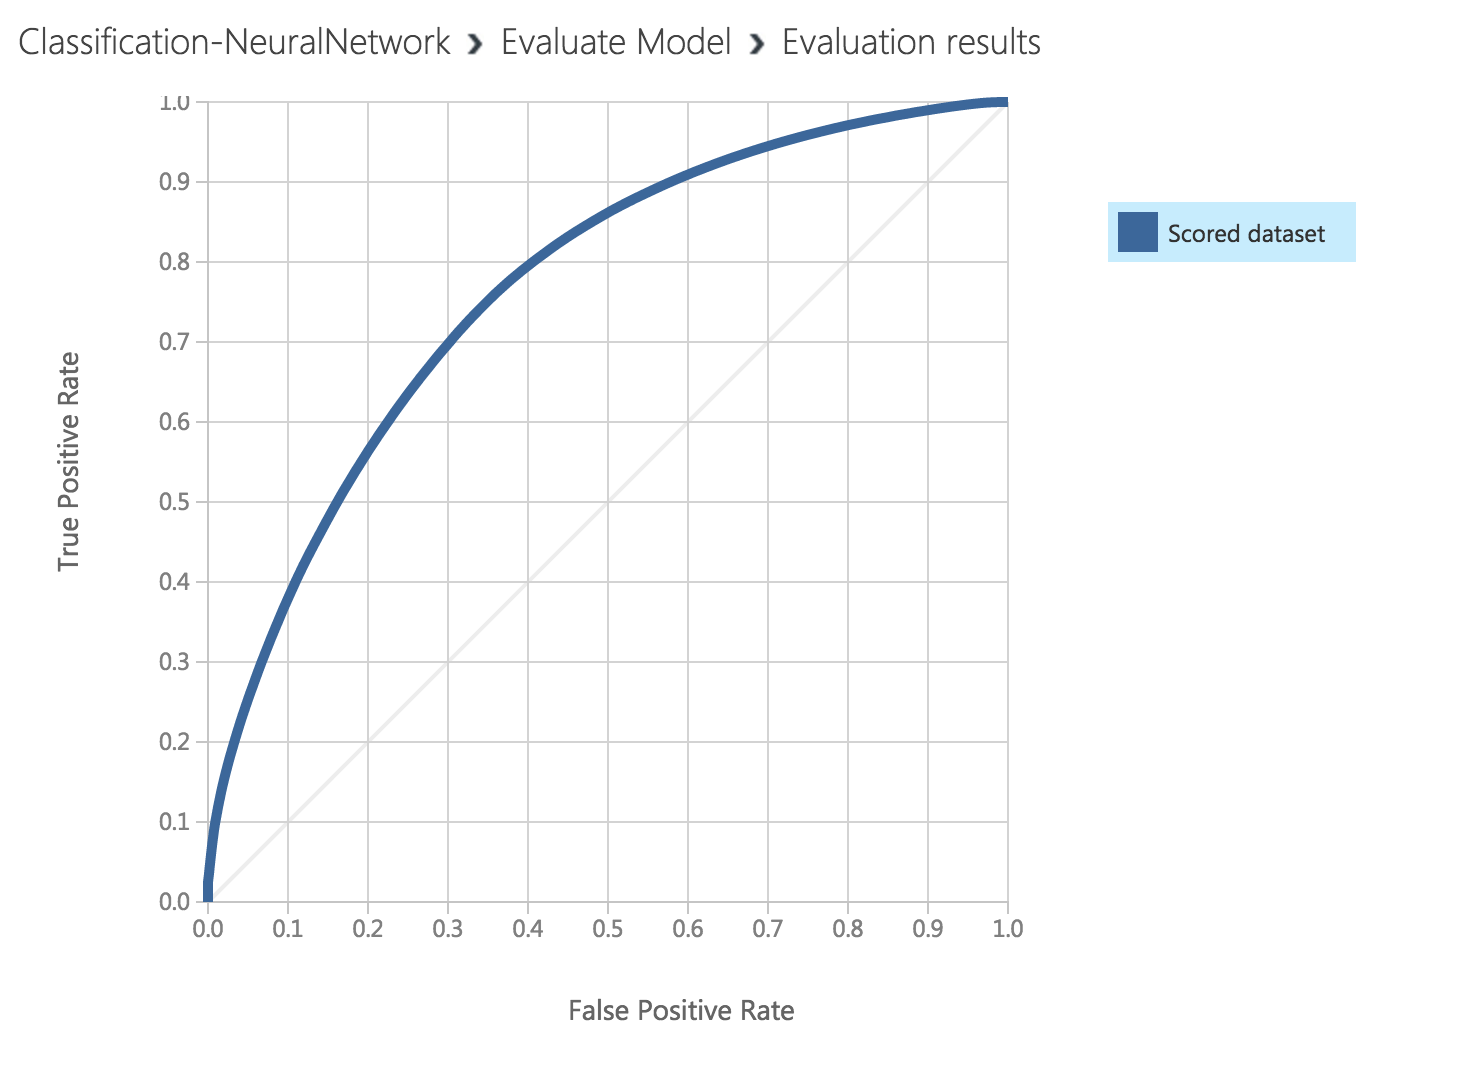 Classification-NeuralNetwork › Evaluate Model › Evaluation results
1.0
0.9
0.8
0.7
0.6
0.5
0.4
0.3
0.2
0.1
0.0
True Positive Rate
0.0 0.1 0.2 0.3 0.4 0.5 0.6 0.7 0.8 0.9 1.0
False Positive Rate
Scored dataset